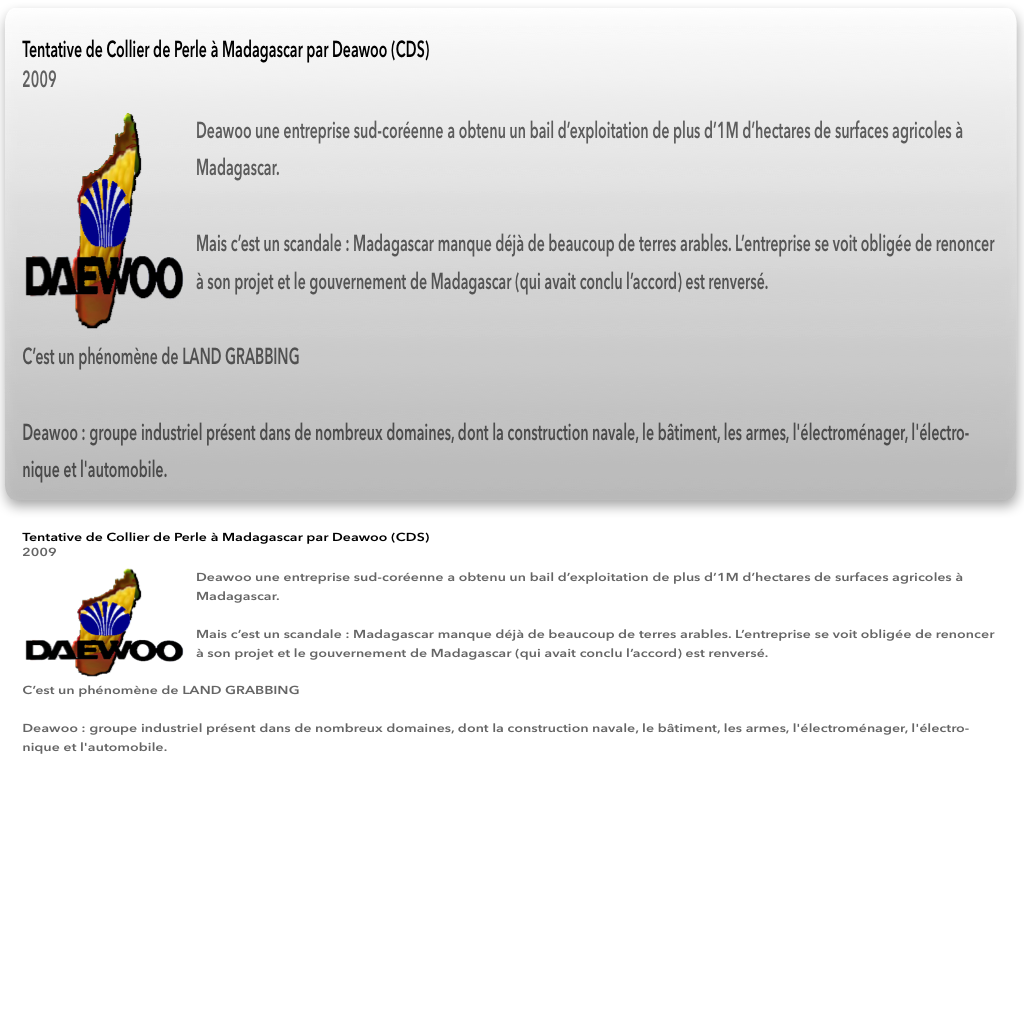 Tentative de Collier de Perle à Madagascar par Deawoo (CDS)
2009
Deawoo une entreprise sud-coréenne a obtenu un bail d’exploitation de plus d’1M d’hectares de surfaces agricoles à
Madagascar.
Mais c’est un scandale : Madagascar manque déjà de beaucoup de terres arables. L’entreprise se voit obligée de renoncer
à son projet et le gouvernement de Madagascar (qui avait conclu l’accord) est renversé.
DAEWOO
C’est un phénomène de LAND GRABBING
Deawoo : groupe industriel présent dans de nombreux domaines, dont la construction navale, le bâtiment, les armes, l'électroménager, l'électro-
nique et l'automobile.
Tentative de Collier de Perle à Madagascar par Deawoo (CDS)
2009
Deawoo une entreprise sud-coréenne a obtenu un bail d’exploitation de plus d’1M d’hectares de surfaces agricoles à
Madagascar.
Mais c’est un scandale : Madagascar manque déjà de beaucoup de terres arables. L’entreprise se voit obligée de renoncer
à son projet et le gouvernement de Madagascar (qui avait conclu l’accord) est renversé.
DAEWOO
C’est un phénomène de LAND GRABBING
Deawoo : groupe industriel présent dans de nombreux domaines, dont la construction navale, le bâtiment, les armes, l'électroménager, l'électro-
nique et l'automobile.